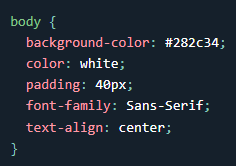 body {
  background-color: #282c34;
  color: white;
  padding: 40px;
  font-family: Sans-Serif;
  text-align: center;
}